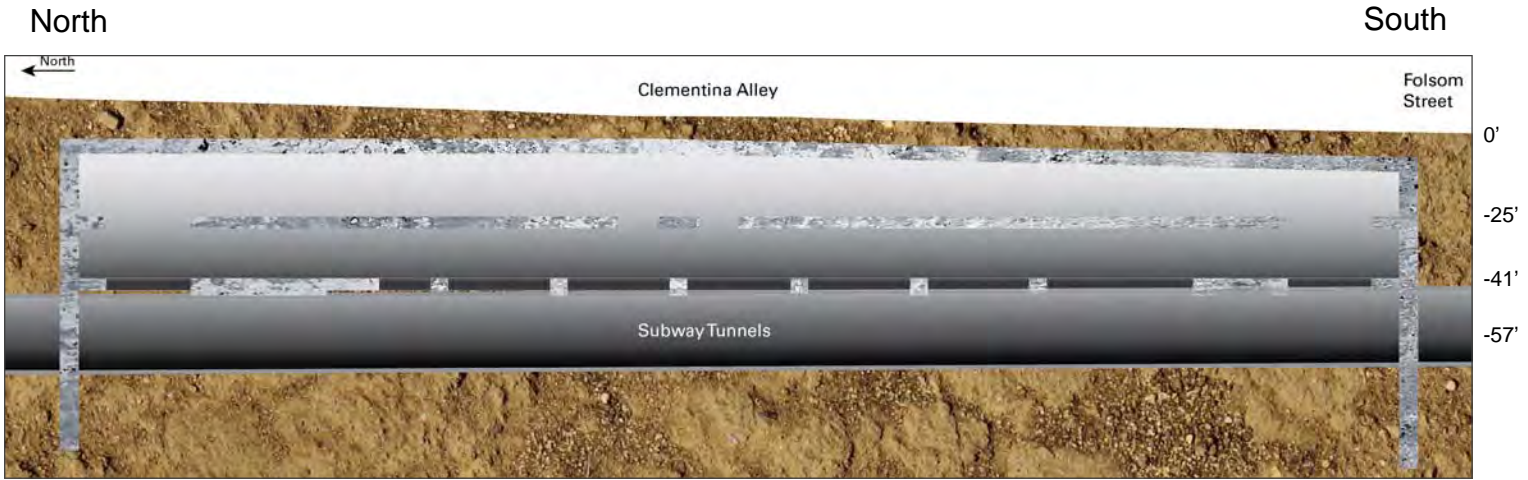 North
South
North
Clementina Alley
Folsom
Street
0’
-25’
-41’
-57’
Subway Tunnels